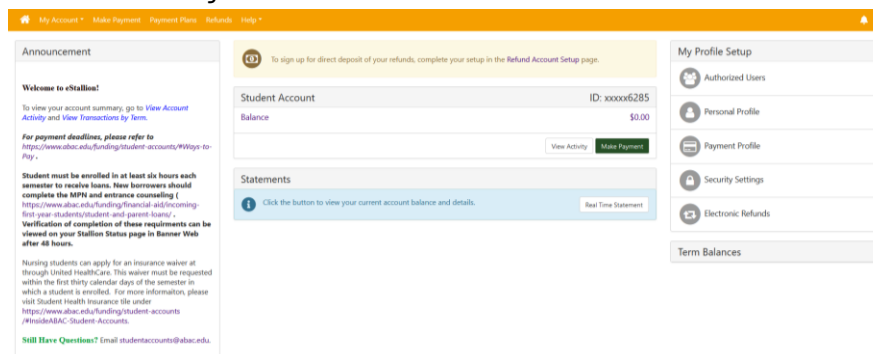 My Account Make Payment Payment Plans Refunds Help
Announcement
Welcome to eStallion!
To view your account summary, go to View Account
Activity and View Transactions by Term.
For payment deadlines, please refer to
https://www.abac.edu/funding/student-accounts/#Ways-to-
Pay .
Student must be enrolled in at least six hours each
semester to receive loans. New borrowers should
complete the MPN and entrance counseling (
https://www.abac.edu/funding/financial-aid/incoming-
first-year-students/student-and-parent-loans/ .
Verification of completion of these requirments can be
viewed on your Stallion Status page in Banner Web
after 48 hours.
Nursing students can apply for an insurance waiver at
through United HealthCare. This waiver must be requested
within the first thirty calendar days of the semester in
which a student is enrolled. For more informaiton, please
visit Student Health Insurance tile under
https://www.abac.edu/funding/student-accounts
/#InsideABAC-Student-Accounts.
Still Have Questions? Email studentaccounts@abac.edu.
To sign up for direct deposit of your refunds, complete your setup in the Refund Account Setup page.
Student Account ID: xxxxx6285
Balance $0.00
View Activity Make Payment
Statements
Click the button to view your current account balance and details. Real Time Statement
My Profile Setup
Authorized Users
Personal Profile
Payment Profile
Security Settings
Electronic Refunds
Term Balances